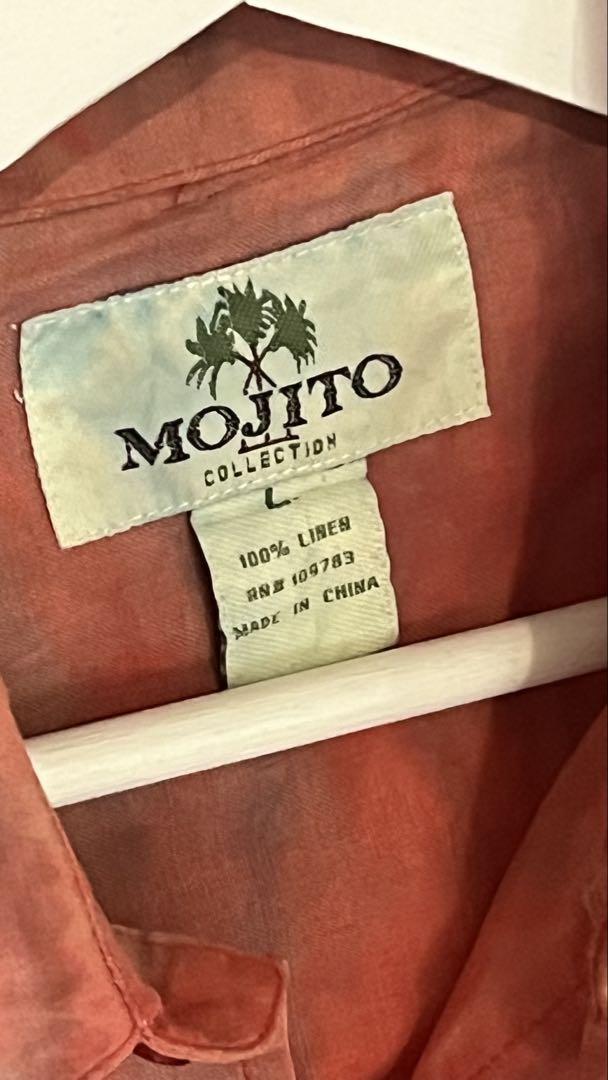 MOJITO
COLLECTION
L
100% LINEN
RN# 109783
MADE IN CHINA